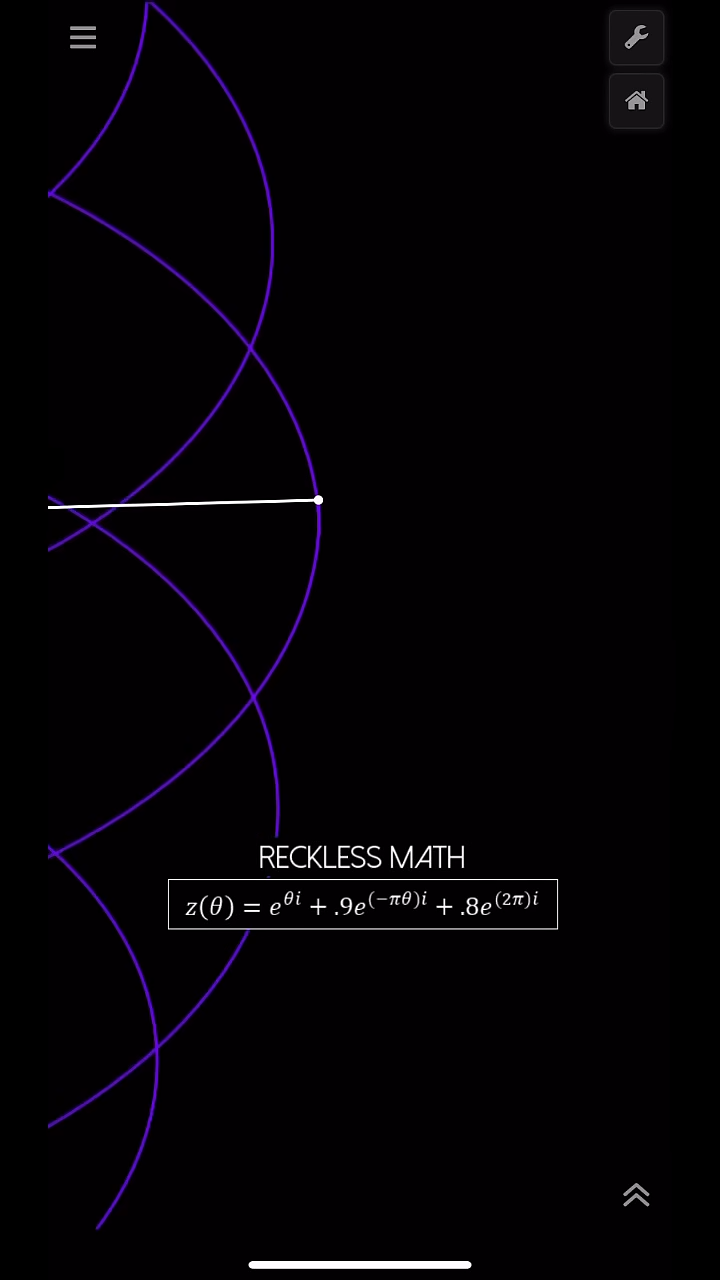 RECKLESS MATH
z(θ) = e^{θi} + .9e^{(−πθ)i} + .8e^{(2π)i}